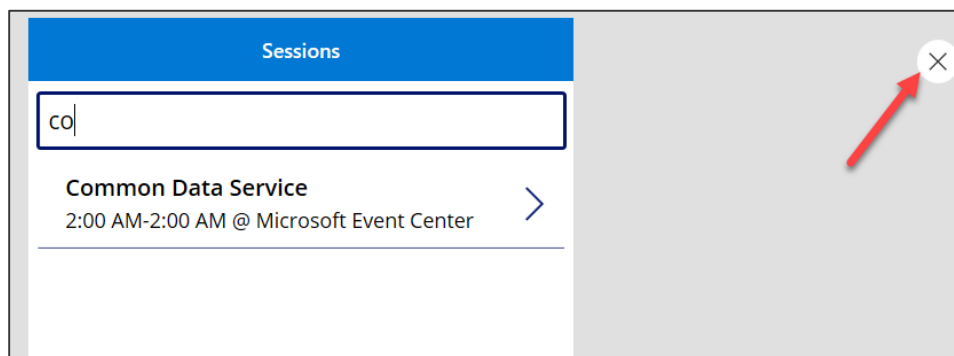 Sessions
co
Common Data Service
2:00 AM-2:00 AM @ Microsoft Event Center